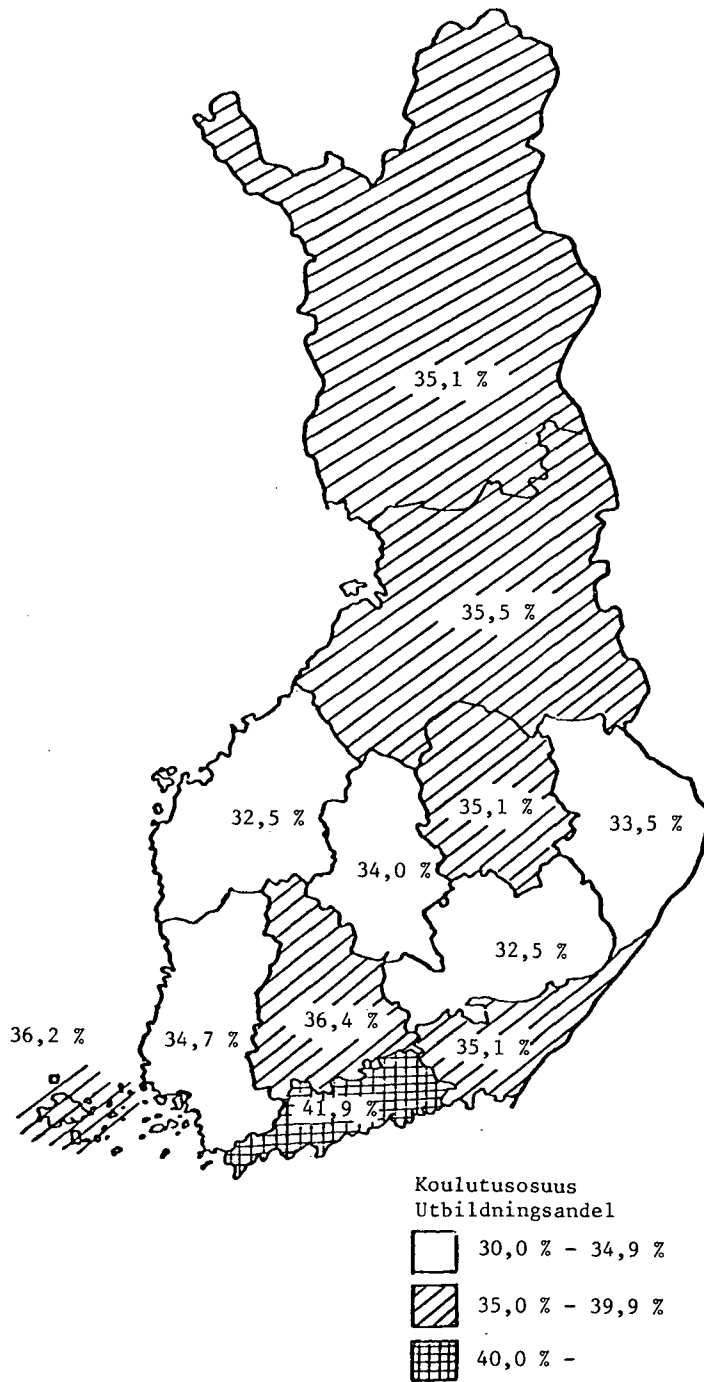 35,1 %
35,5 %
32,5 %
35,1 %
33,5 %
34,0 %
32,5 %
36,2 %
34,7 %
36,4 %
35,1 %
41,9 %
Koulutusosuus
Utbildningsandel
30,0 % - 34,9 %
35,0 % - 39,9 %
40,0 % -